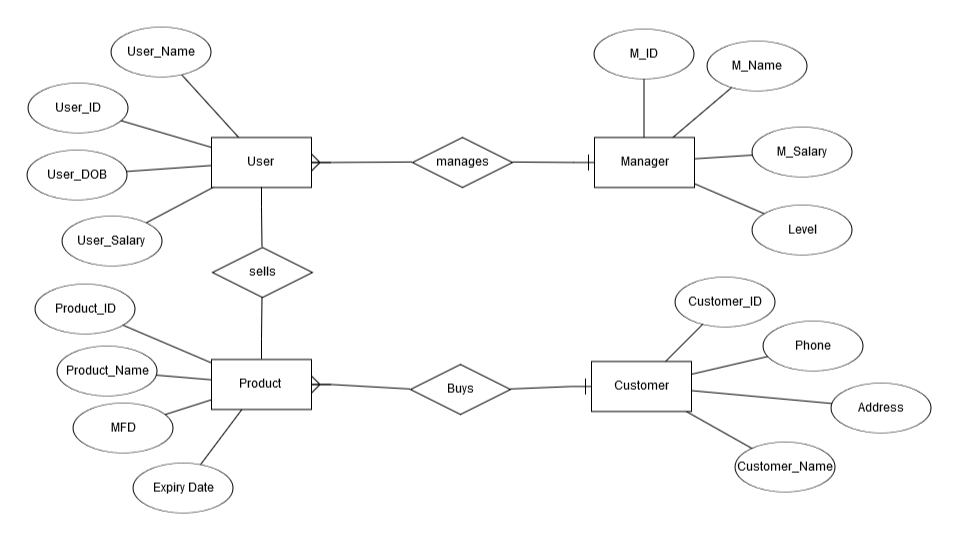 User_Name
M_ID
M_Name
User_ID
User
manages
Manager
M_Salary
User_DOB
User_Salary
Level
sells
Product_ID
Customer_ID
Phone
Product_Name
Product
Buys
Customer
Address
MFD
Customer_Name
Expiry Date